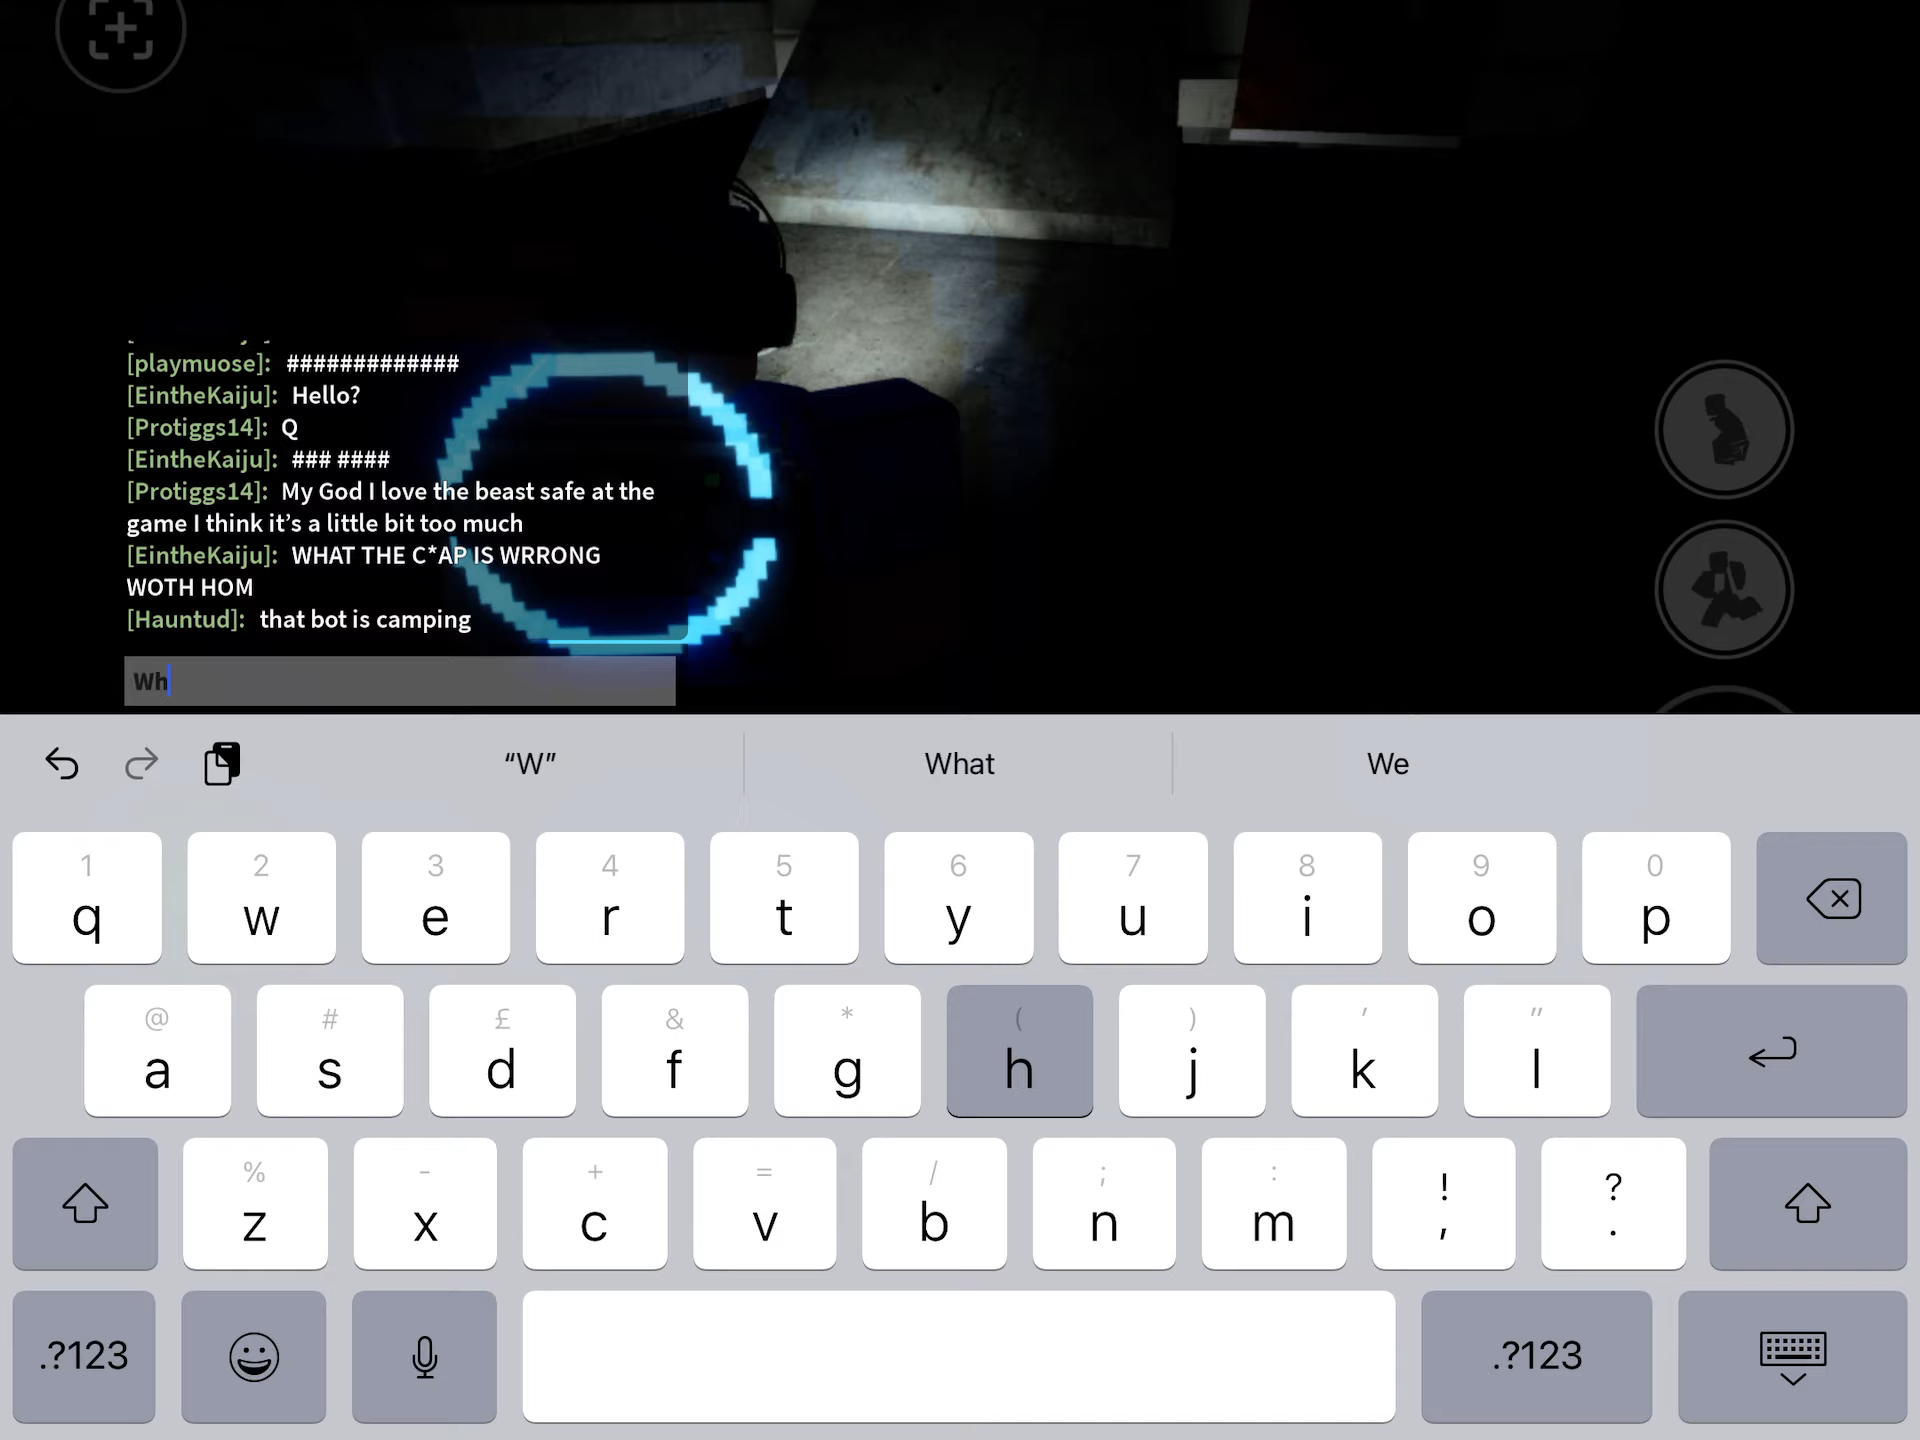 [playmuose]: #############
[EintheKaiju]: Hello?
[Protiggs14]: Q
[EintheKaiju]: ### ####
[Protiggs14]: My God I love the beast safe at the
game I think it’s a little bit too much
[EintheKaiju]: WHAT THE C*AP IS WRRONG
WOTH HOM
[Hauntud]: that bot is camping
Wh
“W” What We
1 2 3 4 5 6 7 8 9 0
q w e r t y u i o p
@ # £ & * ( ) ' "
a s d f g h j k l
% - + = / ; : ! ?
z x c v b n m , .
.?123 .?123